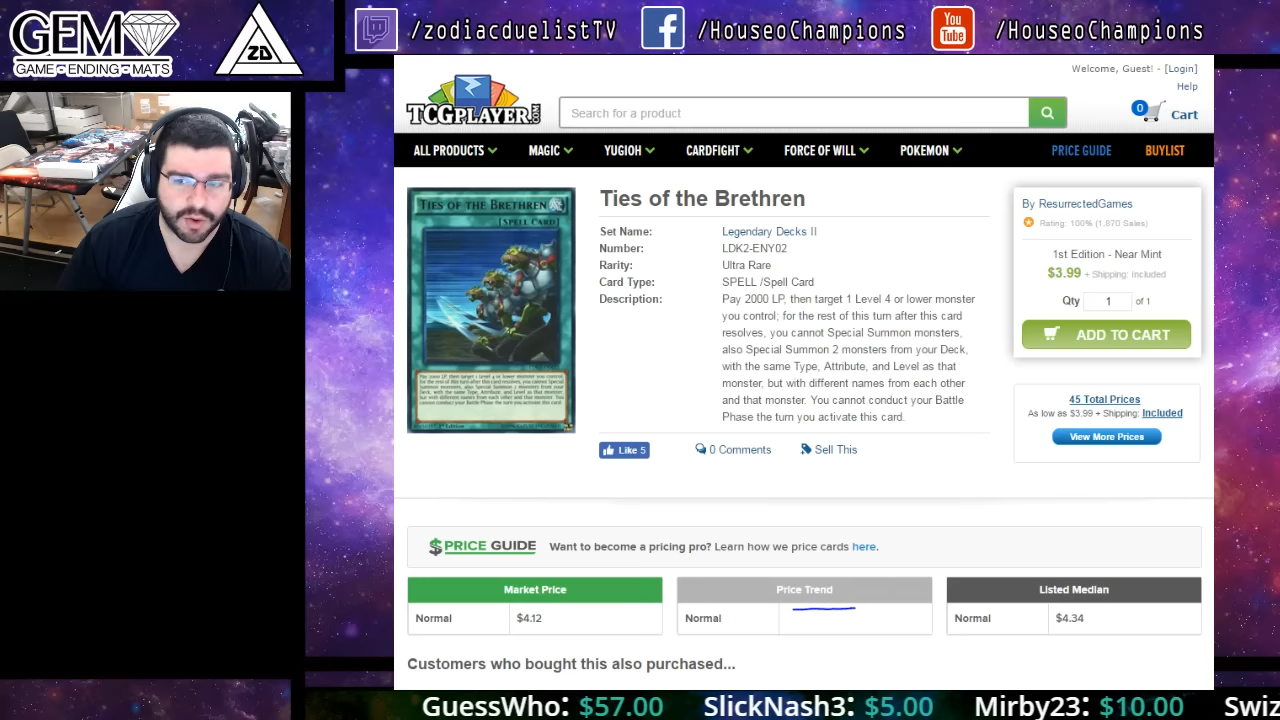 GEM
GAME-ENDING-MATS
ZD
/zodiacduelistTV
/HouseoChampions
You
Tube
/HouseoChampions
TCGPLAYER.COM
Search for a product
Welcome, Guest! - [Login]
Help
0
Cart
ALL PRODUCTS
MAGIC
YUGIOH
CARDFIGHT
FORCE OF WILL
POKEMON
PRICE GUIDE
BUYLIST
TIES OF THE BRETHREN
[SPELL CARD]
Ties of the Brethren
Set Name: Legendary Decks II
Number: LDK2-ENY02
Rarity: Ultra Rare
Card Type: SPELL /Spell Card
Description: Pay 2000 LP, then target 1 Level 4 or lower monster
you control; for the rest of this turn after this card
resolves, you cannot Special Summon monsters,
also Special Summon 2 monsters from your Deck,
with the same Type, Attribute, and Level as that
monster, but with different names from each other
and that monster. You cannot conduct your Battle
Phase the turn you activate this card.
Like 5
0 Comments
Sell This
By ResurrectedGames
Rating: 100% (1,870 Sales)
1st Edition - Near Mint
$3.99 + Shipping: Included
Qty 1 of 1
ADD TO CART
45 Total Prices
As low as $3.99 + Shipping: Included
View More Prices
$PRICE GUIDE Want to become a pricing pro? Learn how we price cards here.
Market Price
Normal $4.12
Price Trend
Normal
Listed Median
Normal $4.34
Customers who bought this also purchased...
GuessWho: $57.00 SlickNash3: $5.00 Mirby23: $10.00 Swiz